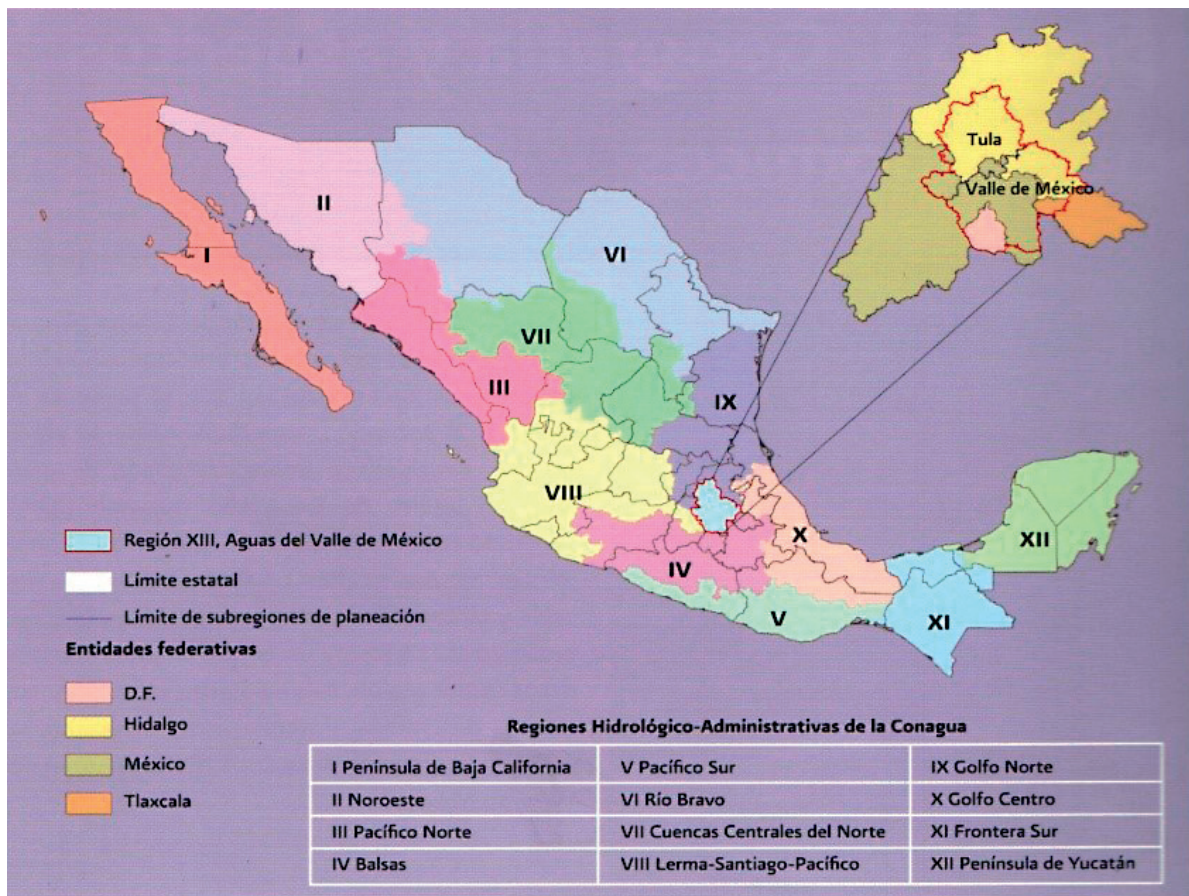 Tula
Valle de México
I
II
VI
VII
III
IX
VIII
X
IV
V
XII
XI
Región XIII, Aguas del Valle de México
Límite estatal
Límite de subregiones de planeación
Entidades federativas
D.F.
Hidalgo
México
Tlaxcala
Regiones Hidrológico-Administrativas de la Conagua
I Península de Baja California
V Pacífico Sur
IX Golfo Norte
II Noroeste
VI Río Bravo
X Golfo Centro
III Pacífico Norte
VII Cuencas Centrales del Norte
XI Frontera Sur
IV Balsas
VIII Lerma-Santiago-Pacífico
XII Península de Yucatán